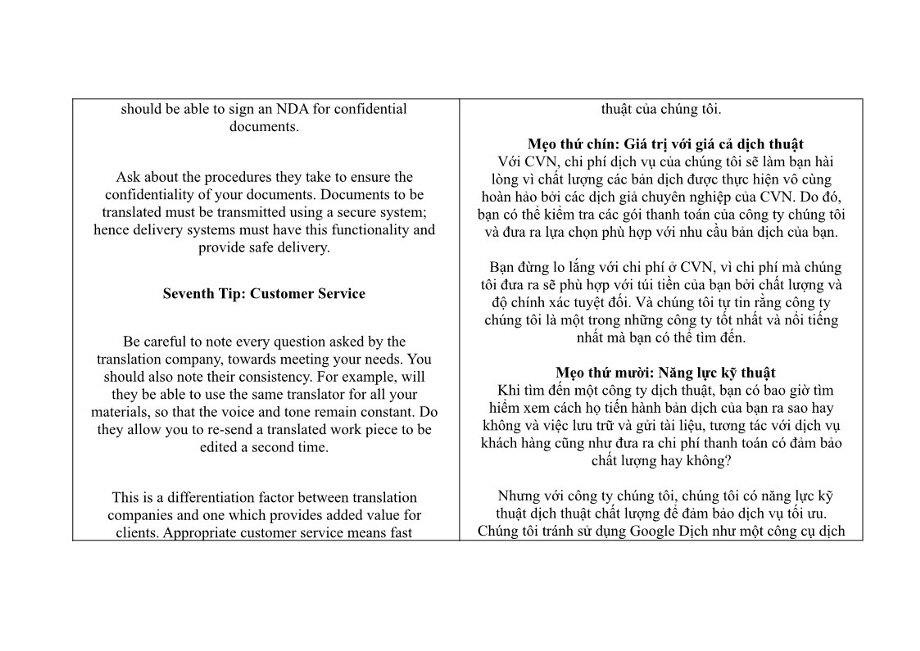 should be able to sign an NDA for confidential
documents.
Ask about the procedures they take to ensure the
confidentiality of your documents. Documents to be
translated must be transmitted using a secure system;
hence delivery systems must have this functionality and
provide safe delivery.
Seventh Tip: Customer Service
Be careful to note every question asked by the
translation company, towards meeting your needs. You
should also note their consistency. For example, will
they be able to use the same translator for all your
materials, so that the voice and tone remain constant. Do
they allow you to re-send a translated work piece to be
edited a second time.
This is a differentiation factor between translation
companies and one which provides added value for
clients. Appropriate customer service means fast
thuật của chúng tôi.
Mẹo thứ chín: Giá trị với giá cả dịch thuật
Với CVN, chi phí dịch vụ của chúng tôi sẽ làm bạn hài
lòng vì chất lượng các bản dịch được thực hiện vô cùng
hoàn hảo bởi các dịch giả chuyên nghiệp của CVN. Do đó,
bạn có thể kiểm tra các gói thanh toán của công ty chúng tôi
và đưa ra lựa chọn phù hợp với nhu cầu bản dịch của bạn.
Bạn đừng lo lắng với chi phí ở CVN, vì chi phí mà chúng
tôi đưa ra sẽ phù hợp với túi tiền của bạn bởi chất lượng và
độ chính xác tuyệt đối. Và chúng tôi tự tin rằng công ty
chúng tôi là một trong những công ty tốt nhất và nổi tiếng
nhất mà bạn có thể tìm đến.
Mẹo thứ mười: Năng lực kỹ thuật
Khi tìm đến một công ty dịch thuật, bạn có bao giờ tìm
hiểm xem cách họ tiến hành bản dịch của bạn ra sao hay
không và việc lưu trữ và gửi tài liệu, tương tác với dịch vụ
khách hàng cũng như đưa ra chi phí thanh toán có đảm bảo
chất lượng hay không?
Nhưng với công ty chúng tôi, chúng tôi có năng lực kỹ
thuật dịch thuật chất lượng để đảm bảo dịch vụ tối ưu.
Chúng tôi tránh sử dụng Google Dịch như một công cụ dịch